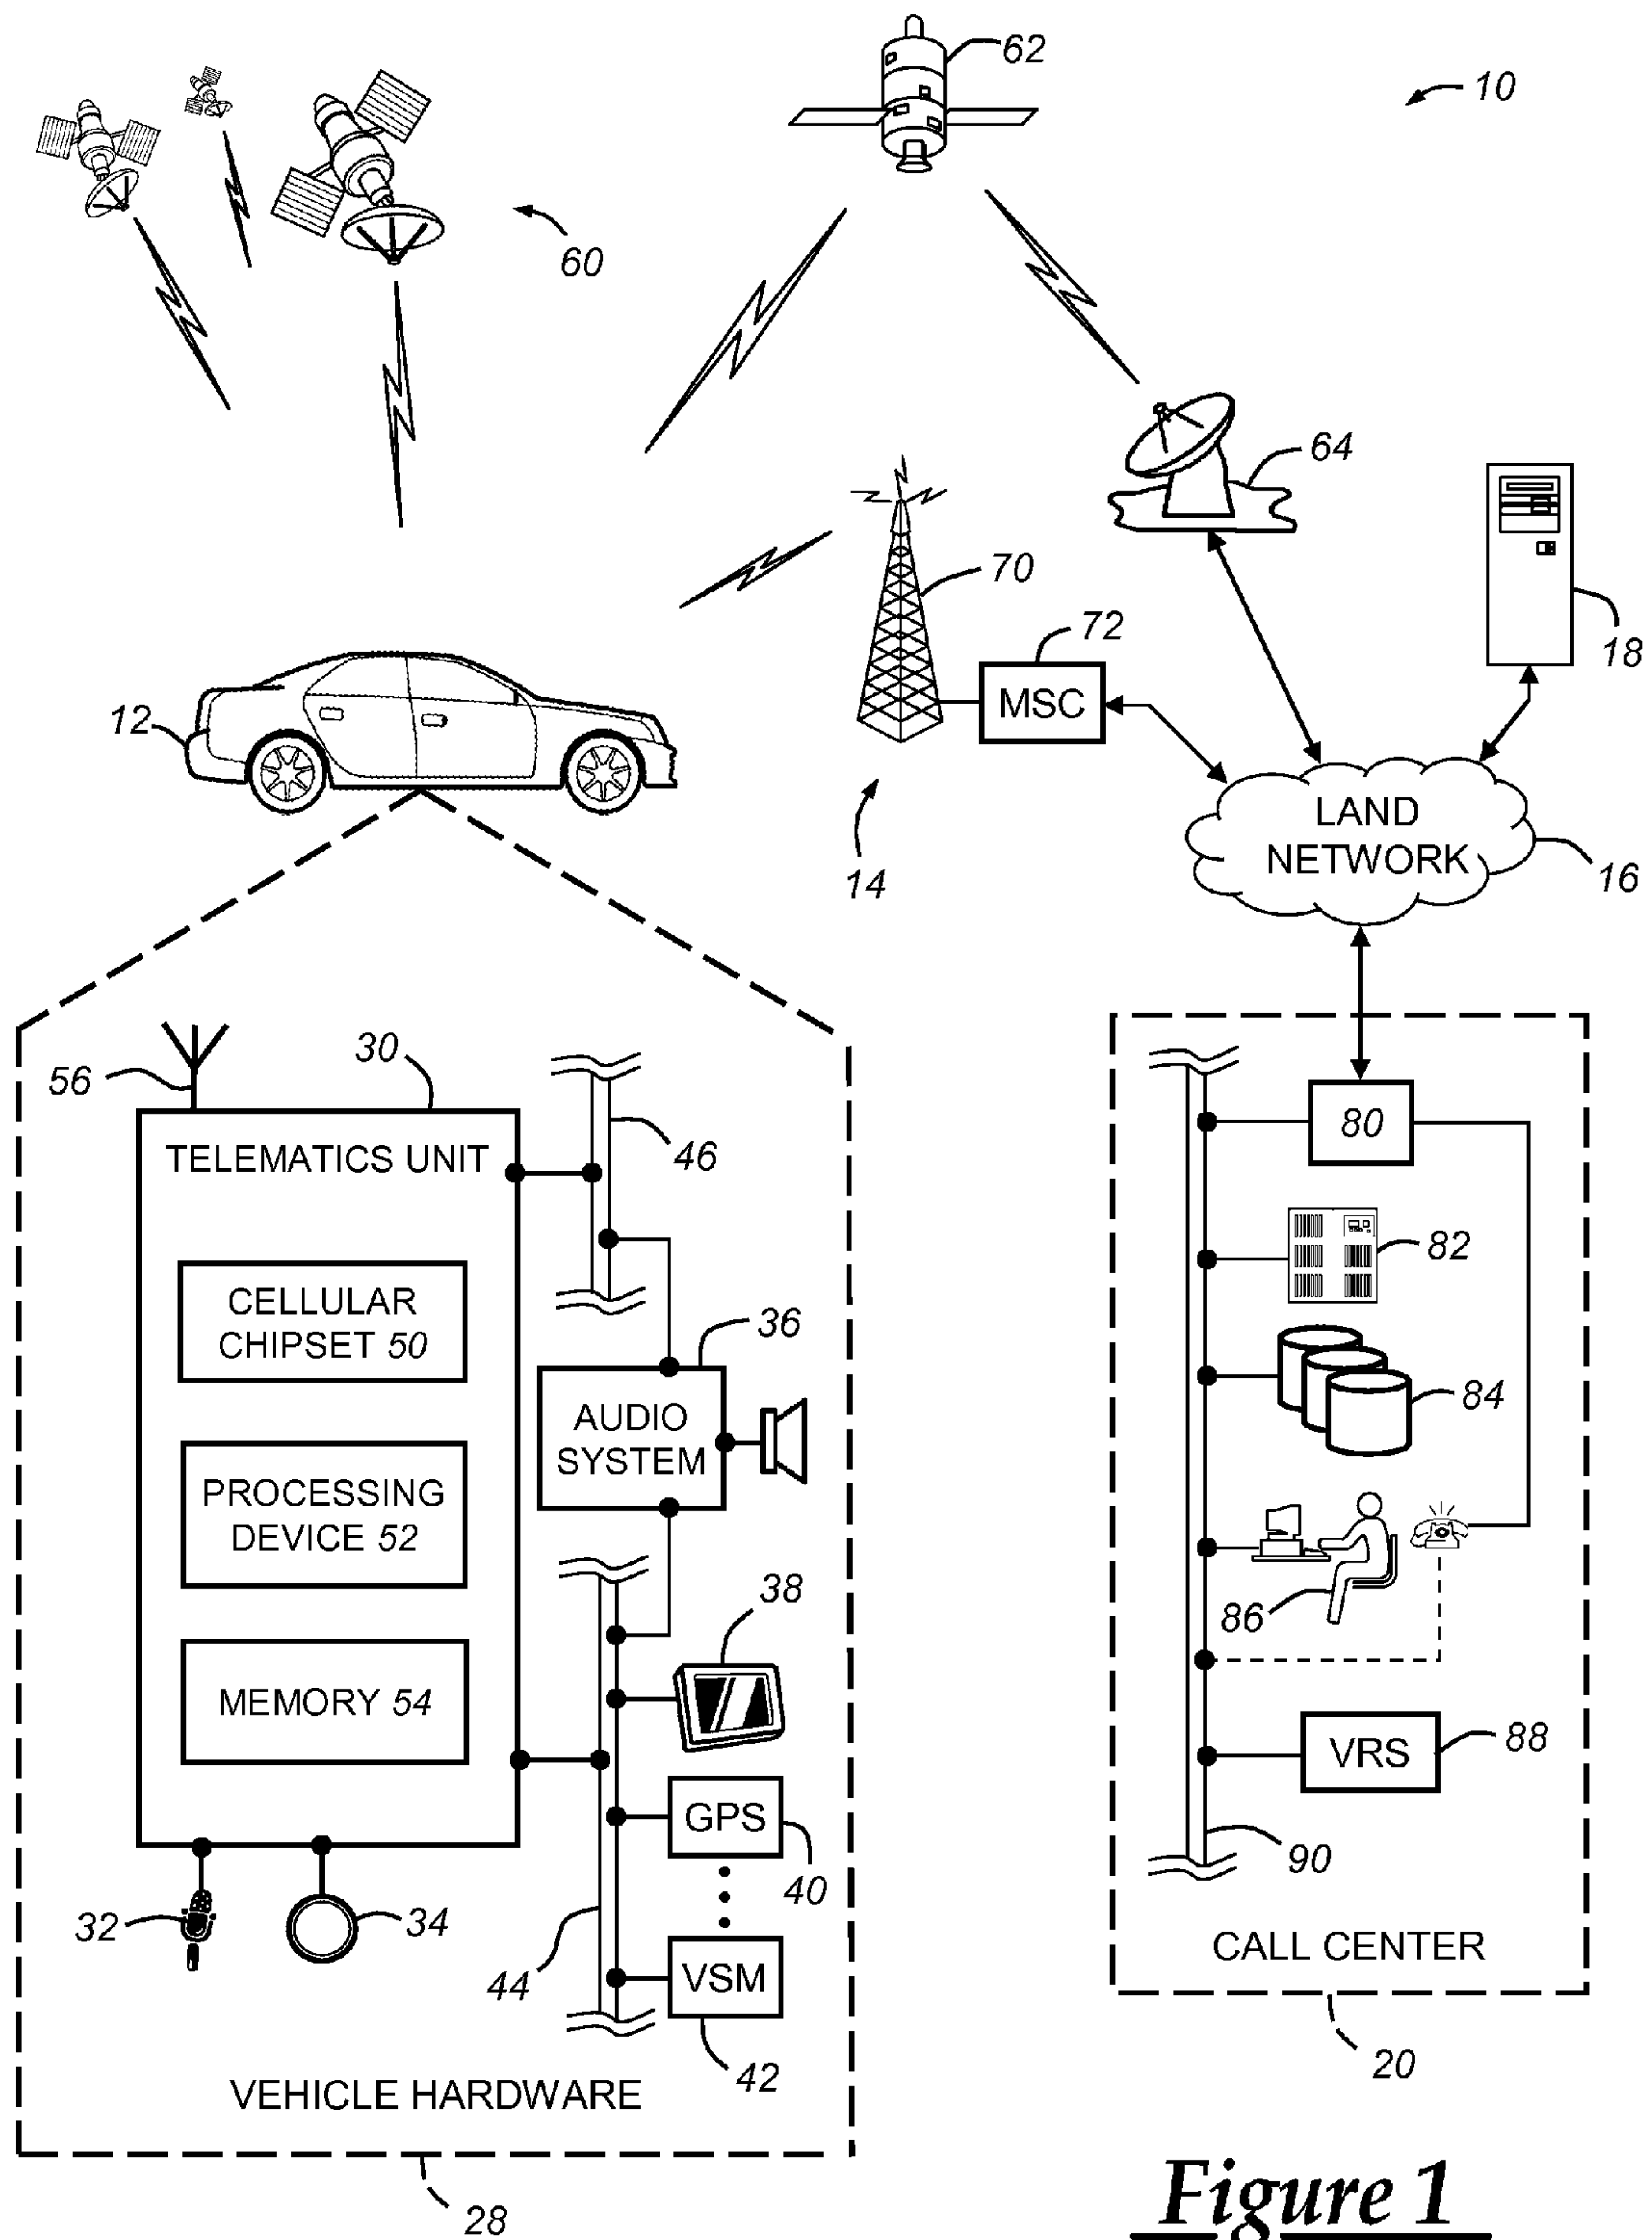 62
10
60
64
70
72
18
MSC
12
LAND
NETWORK
16
14
30
56
80
TELEMATICS UNIT
46
82
CELLULAR
CHIPSET 50
36
84
AUDIO
SYSTEM
PROCESSING
DEVICE 52
38
86
MEMORY 54
88
VRS
GPS
40
90
32
34
CALL CENTER
44
VSM
42
20
VEHICLE HARDWARE
28
Figure 1